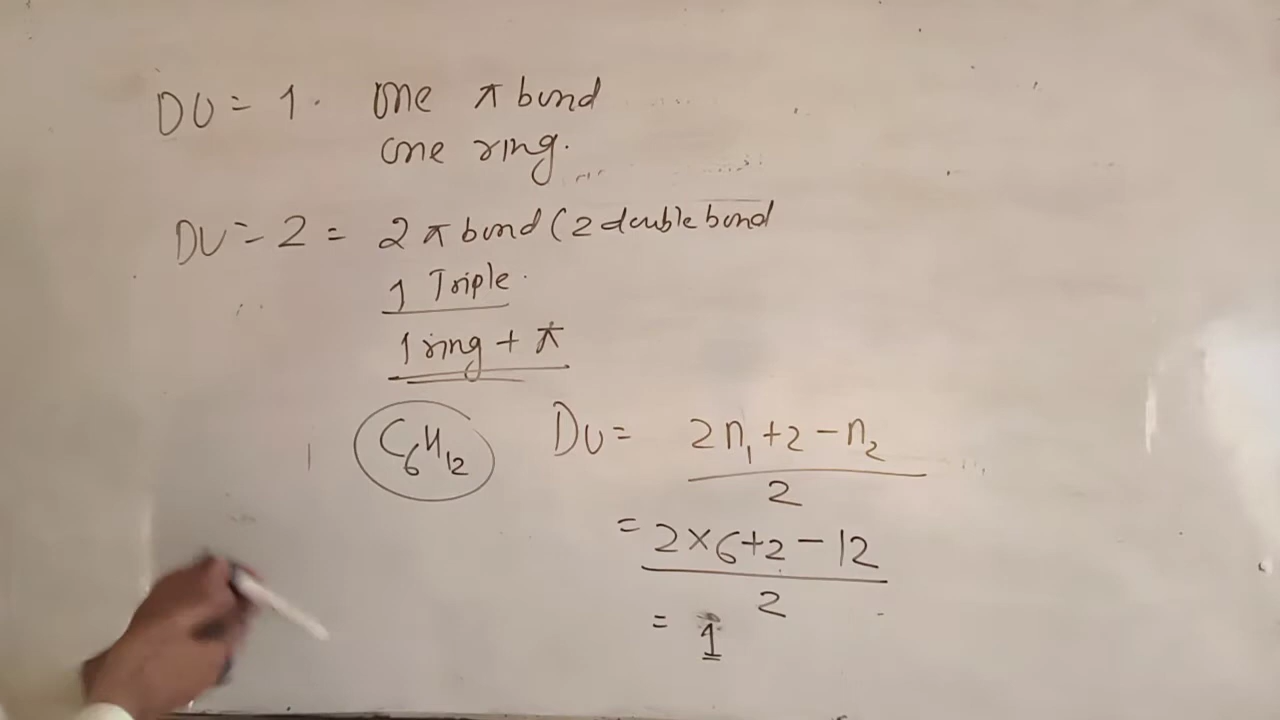 DU = 1. One π bond
One ring.
DU = 2 = 2 π bond (2 double bond
1 Triple.
1 ring + π
C₆H₁₂ DU = 2n₁+2-n₂
2
= 2×6+2-12
2
= 1